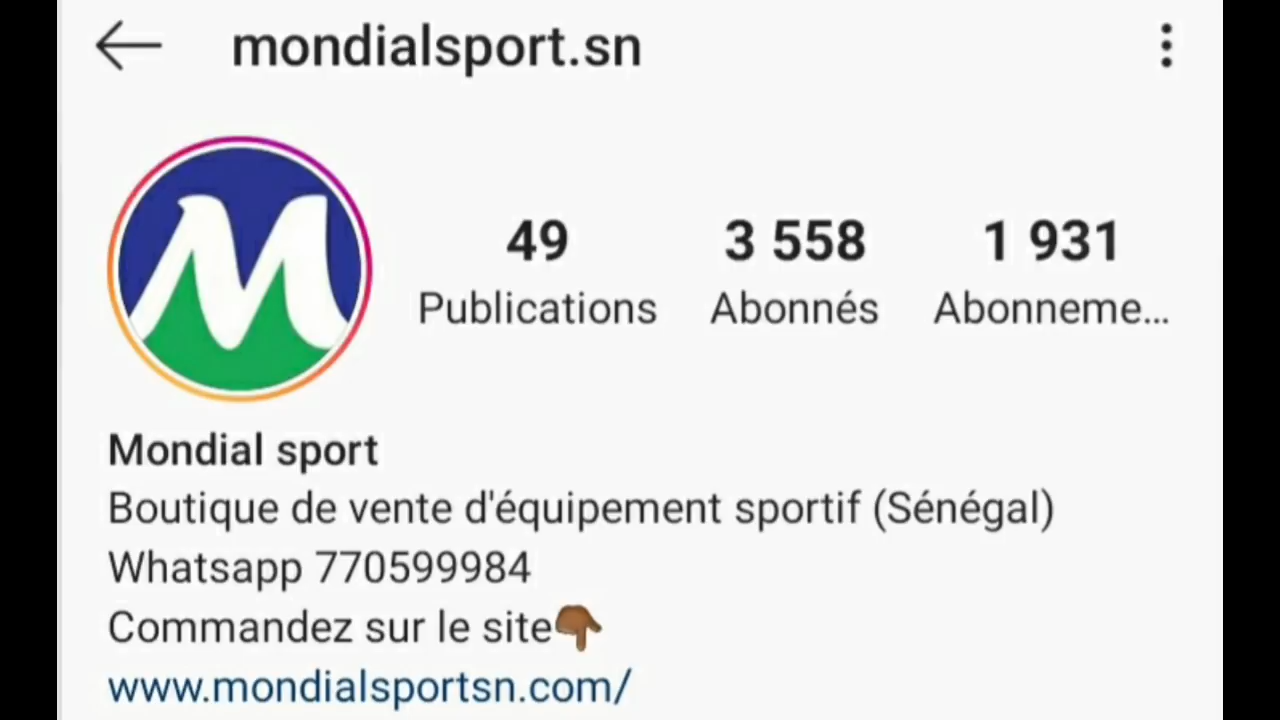 mondialsport.sn
49 3 558 1 931
Publications Abonnés Abonneme...
Mondial sport
Boutique de vente d'équipement sportif (Sénégal)
Whatsapp 770599984
Commandez sur le site👇🏾
www.mondialsportsn.com/